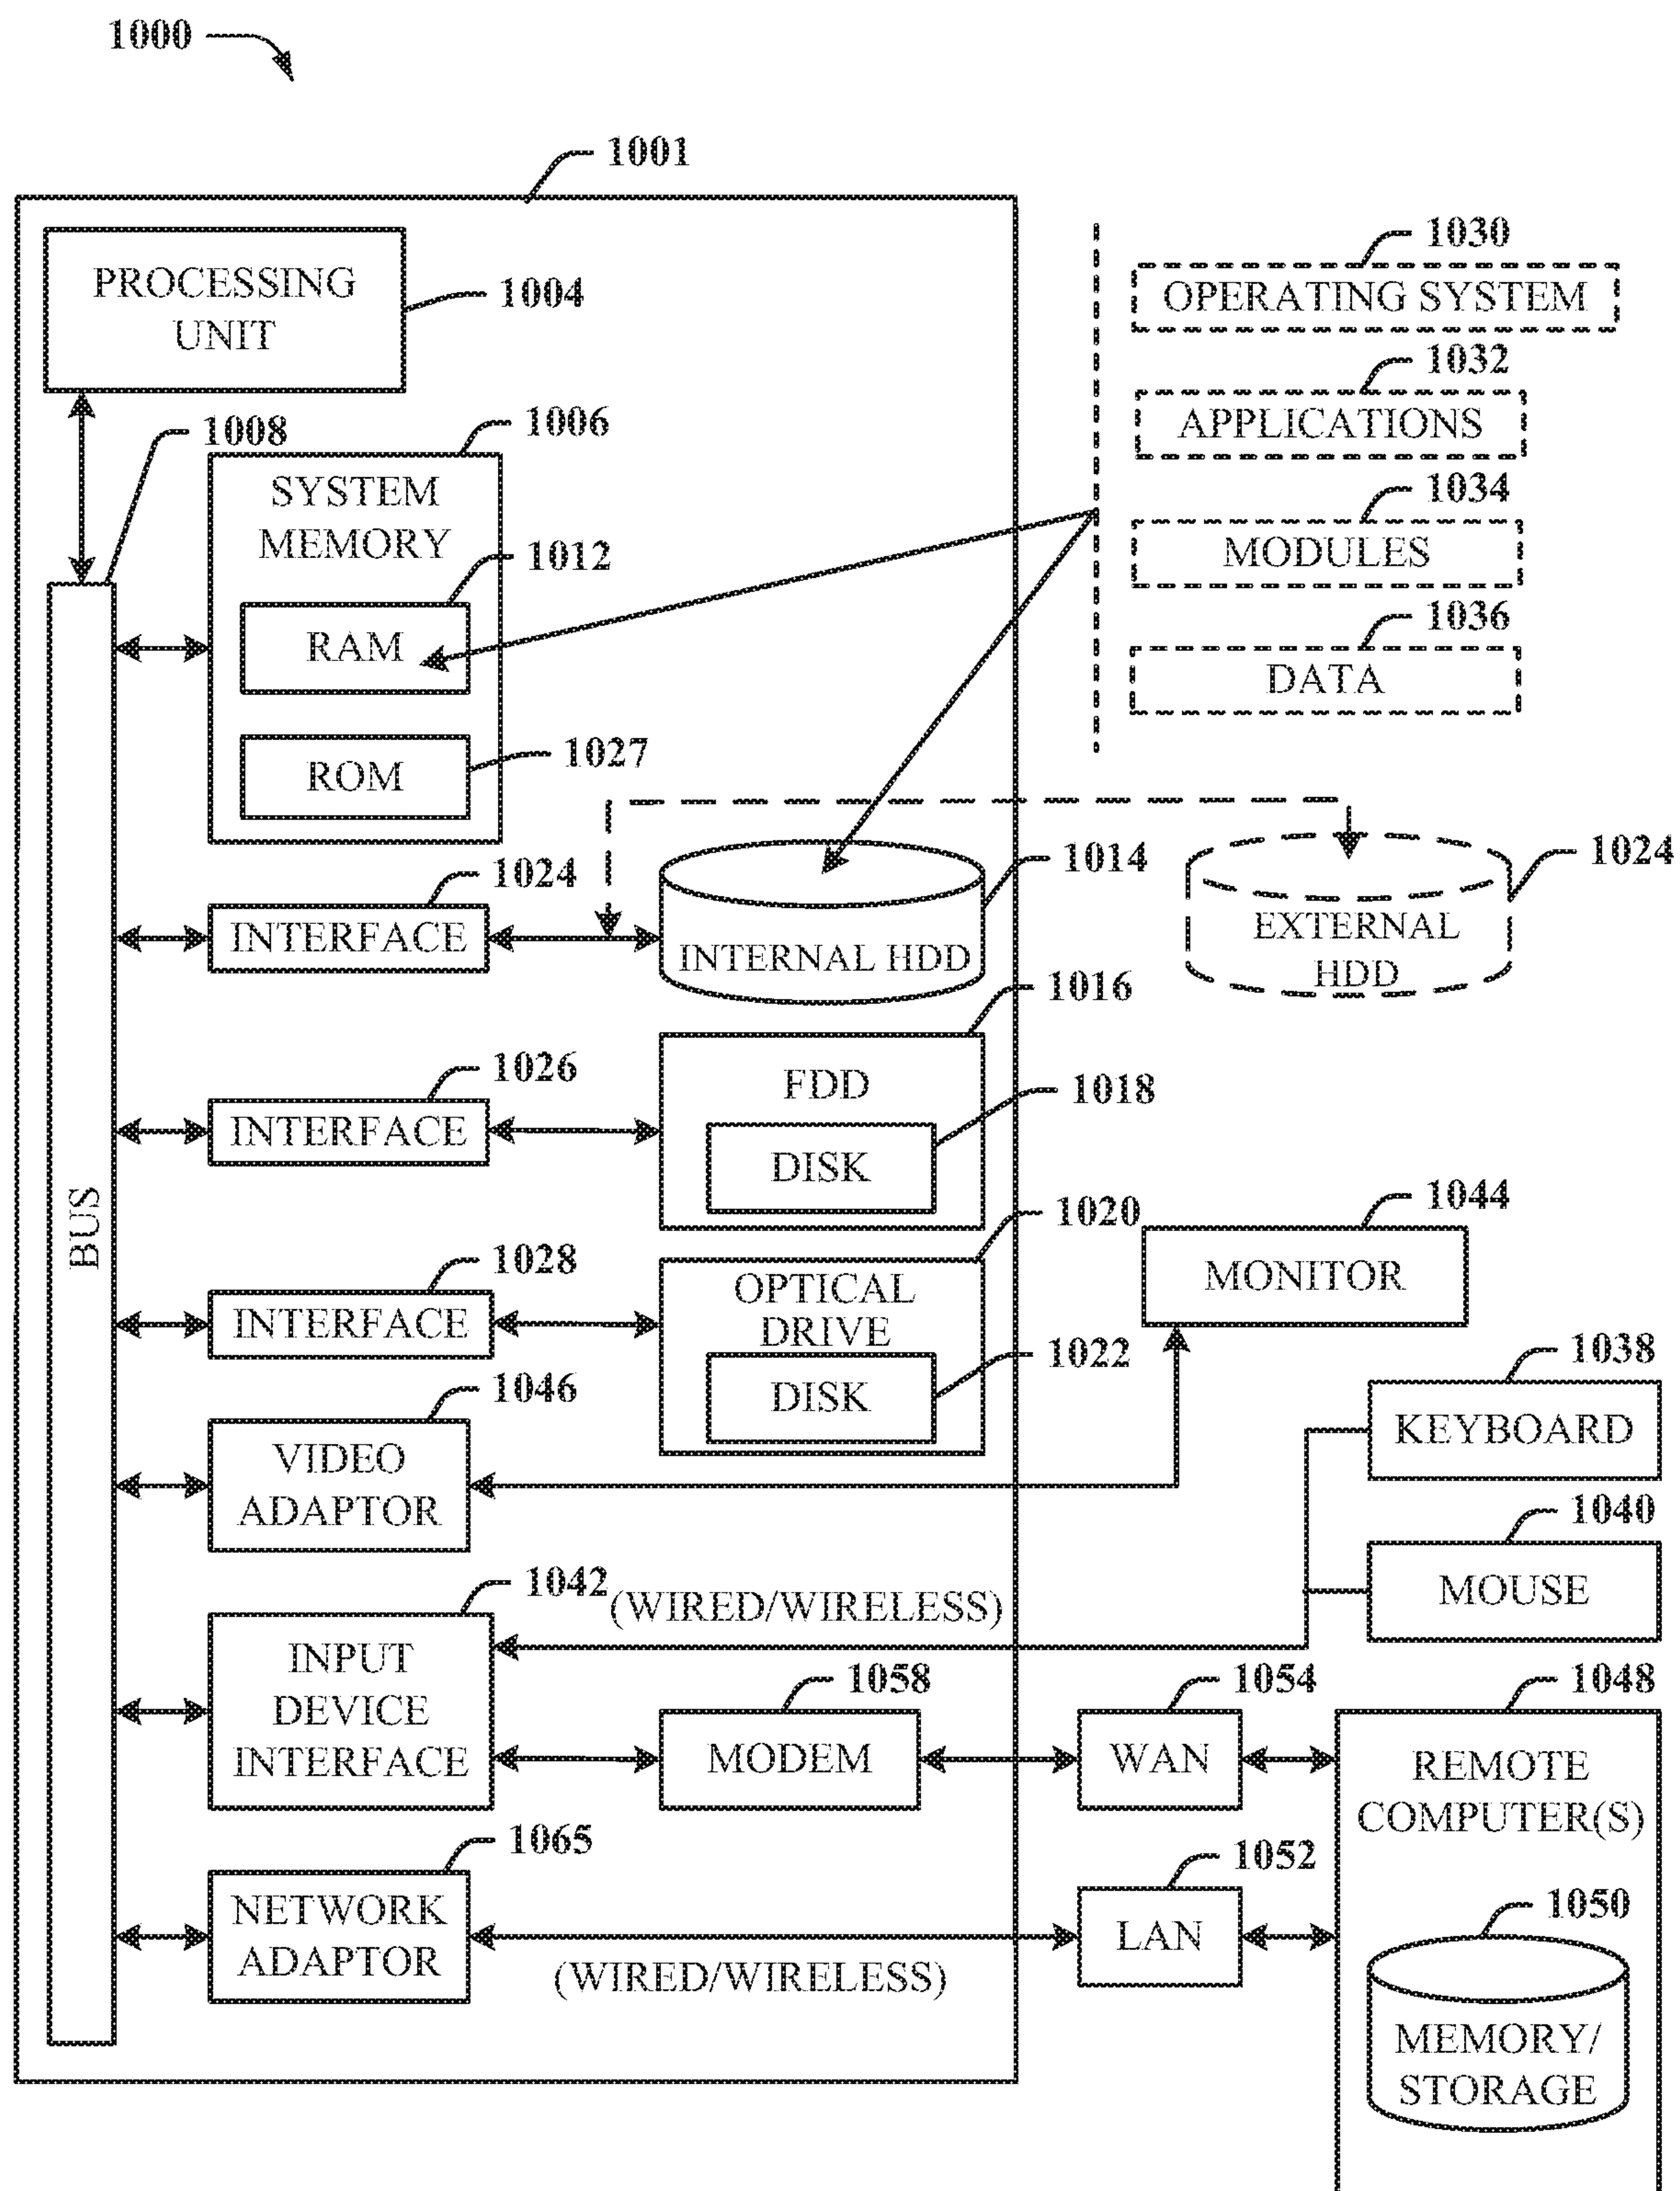 1000
1001
PROCESSING
UNIT
1004
1008
1006
SYSTEM
MEMORY
1012
RAM
ROM
1027
1030
OPERATING SYSTEM
1032
APPLICATIONS
1034
MODULES
1036
DATA
1024
INTERFACE
1014
INTERNAL HDD
1024
EXTERNAL
HDD
1026
INTERFACE
1016
FDD
1018
DISK
BUS
1028
INTERFACE
1020
OPTICAL
DRIVE
1022
DISK
1044
MONITOR
1046
VIDEO
ADAPTOR
1038
KEYBOARD
1040
MOUSE
1042
(WIRED/WIRELESS)
INPUT
DEVICE
INTERFACE
1058
MODEM
1054
WAN
1048
REMOTE
COMPUTER(S)
1065
NETWORK
ADAPTOR
(WIRED/WIRELESS)
1052
LAN
1050
MEMORY/
STORAGE